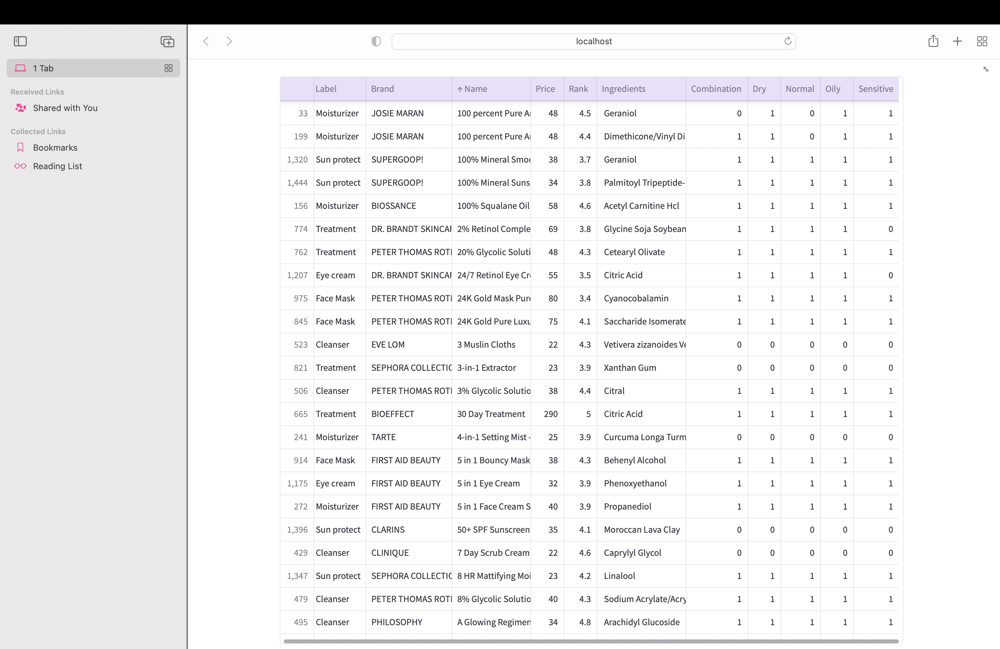 localhost
1 Tab
Received Links
Shared with You
Collected Links
Bookmarks
Reading List
Label Brand ↑ Name Price Rank Ingredients Combination Dry Normal Oily Sensitive
33 Moisturizer JOSIE MARAN 100 percent Pure 48 4.5 Geraniol 0 1 0 1 1
199 Moisturizer JOSIE MARAN 100 percent Pure 48 4.4 Dimethicone/Vinyl Di 1 1 0 1 1
1,320 Sun protect SUPERGOOP! 100% Mineral Smo 38 3.7 Geraniol 1 1 1 1 1
1,444 Sun protect SUPERGOOP! 100% Mineral Suns 34 3.8 Palmitoyl Tripeptide- 1 1 1 1 1
156 Moisturizer BIOSSANCE 100% Squalane Oil 58 4.6 Acetyl Carnitine Hcl 1 1 1 1 1
774 Treatment DR. BRANDT SKINCA 2% Retinol Comple 69 3.8 Glycine Soja Soybean 1 1 1 1 0
762 Treatment PETER THOMAS ROT 20% Glycolic Soluti 48 4.3 Cetearyl Olivate 1 1 1 1 1
1,207 Eye cream DR. BRANDT SKINCA 24/7 Retinol Eye Cr 55 3.5 Citric Acid 1 1 1 1 0
975 Face Mask PETER THOMAS ROT 24K Gold Mask Pur 80 3.4 Cyanocobalamin 1 1 1 1 1
845 Face Mask PETER THOMAS ROT 24K Gold Pure Luxu 75 4.1 Saccharide Isomerate 1 1 1 1 1
523 Cleanser EVE LOM 3 Muslin Cloths 22 4.3 Vetivera zizanoides Ve 0 0 0 0 0
821 Treatment SEPHORA COLLECTIO 3-in-1 Extractor 23 3.9 Xanthan Gum 0 0 0 0 0
506 Cleanser PETER THOMAS ROT 3% Glycolic Solutio 38 4.4 Citral 1 1 1 1 1
665 Treatment BIOEFFECT 30 Day Treatment 290 5 Citric Acid 1 1 1 1 1
241 Moisturizer TARTE 4-in-1 Setting Mist - 25 3.9 Curcuma Longa Turm 0 0 0 0 0
914 Face Mask FIRST AID BEAUTY 5 in 1 Bouncy Mask 38 4.3 Behenyl Alcohol 1 1 1 1 1
1,175 Eye cream FIRST AID BEAUTY 5 in 1 Eye Cream 32 3.9 Phenoxyethanol 1 1 1 1 1
272 Moisturizer FIRST AID BEAUTY 5 in 1 Face Cream S 40 3.9 Propanediol 1 1 1 1 1
1,396 Sun protect CLARINS 50+ SPF Sunscreen 35 4.1 Moroccan Lava Clay 0 0 0 0 0
429 Cleanser CLINIQUE 7 Day Scrub Cream 22 4.6 Caprylyl Glycol 0 0 0 0 0
1,347 Sun protect SEPHORA COLLECTIO 8 HR Mattifying Moi 23 4.2 Linalool 1 1 1 1 1
479 Cleanser PETER THOMAS ROT 8% Glycolic Solutio 40 4.3 Sodium Acrylate/Acry 1 1 1 1 1
495 Cleanser PHILOSOPHY A Glowing Regimen 34 4.8 Arachidyl Glucoside 1 1 1 1 1